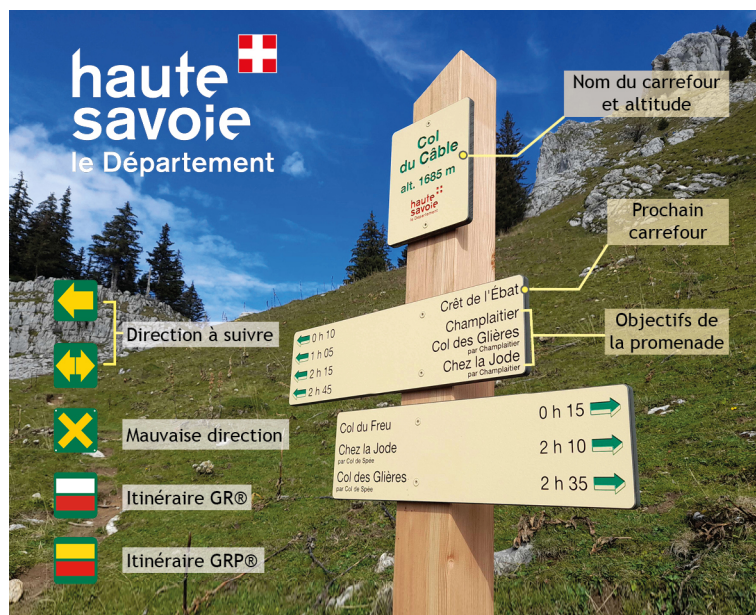 haute
savoie
le Département
Nom du carrefour
et altitude
Col
du Câble
alt. 1685 m
haute
savoie
le Département
Prochain
carrefour
Crêt de l'Ébat
Champlaitier
Col des Glières
par Champlaitier
Chez la Jode
par Champlaitier
0 h 10
1 h 05
2 h 15
2 h 45
Objectifs de
la promenade
Direction à suivre
Col du Freu
0 h 15
Chez la Jode
par Col de Spée
2 h 10
Col des Glières
par Col de Spée
2 h 35
Mauvaise direction
Itinéraire GR®
Itinéraire GRP®